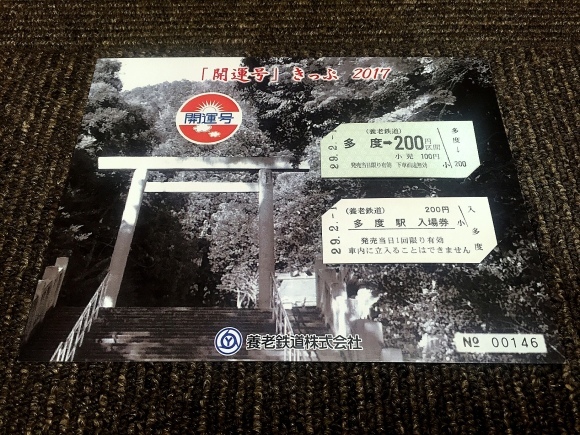 「開運号」きっぷ 2017
開運号
29.2.-1
(養老鉄道)
多度→200円区間
小児 100円
発売当日限り有効 下車前途無効
多度→
小 200
29.2.-1
(養老鉄道) 200円
多度駅 入場券
発売当日1回限り有効
車内に立入ることはできません
小
入 多度
養老鉄道株式会社
№ 00146